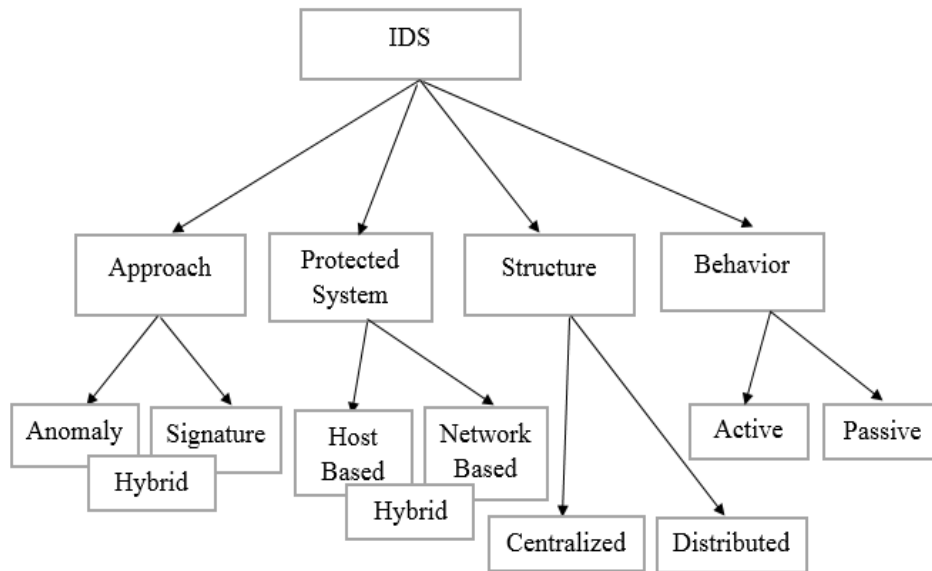 IDS
Approach
Protected
System
Structure
Behavior
Anomaly
Signature
Hybrid
Host
Based
Network
Based
Hybrid
Active
Passive
Centralized
Distributed